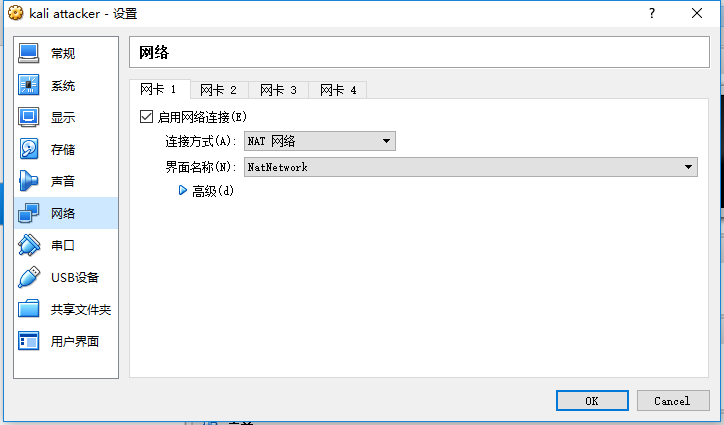 kali attacker - 设置
?
常规
系统
显示
存储
声音
网络
串口
USB设备
共享文件夹
用户界面
网络
网卡 1 网卡 2 网卡 3 网卡 4
启用网络连接(E)
连接方式(A): NAT 网络
界面名称(N): NatNetwork
高级(d)
OK Cancel